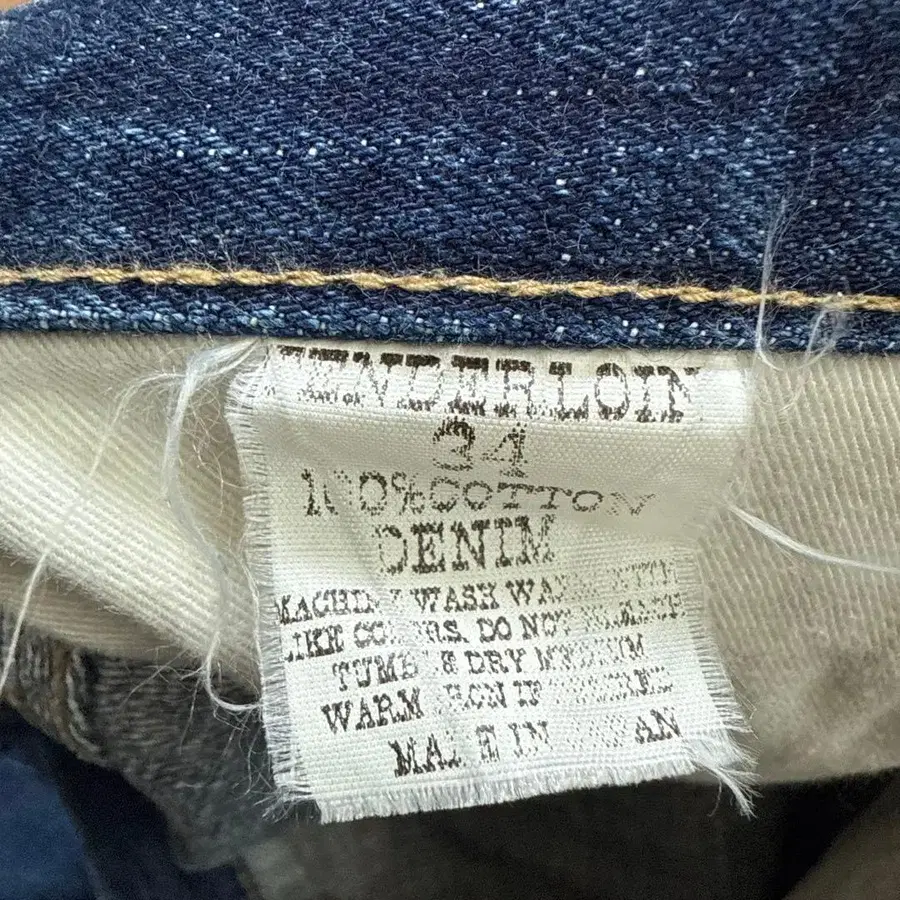 TENDERLOIN
34
100% COTTON
DENIM
MACHINE WASH WARM WITH
LIKE COLORS. DO NOT BLEACH
TUMBLE DRY MEDIUM
WARM IRON IF
MADE IN JAPAN